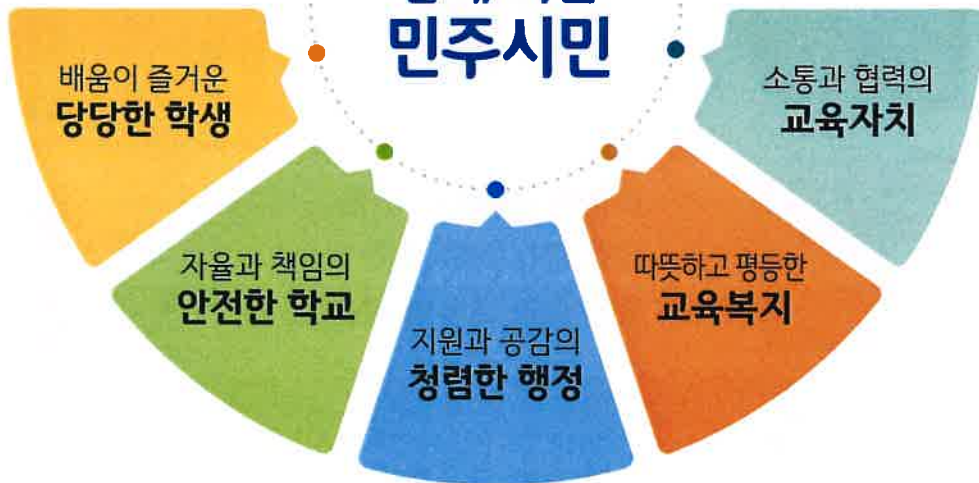 민주시민
배움이 즐거운
당당한 학생
자율과 책임의
안전한 학교
지원과 공감의
청렴한 행정
따뜻하고 평등한
교육복지
소통과 협력의
교육자치